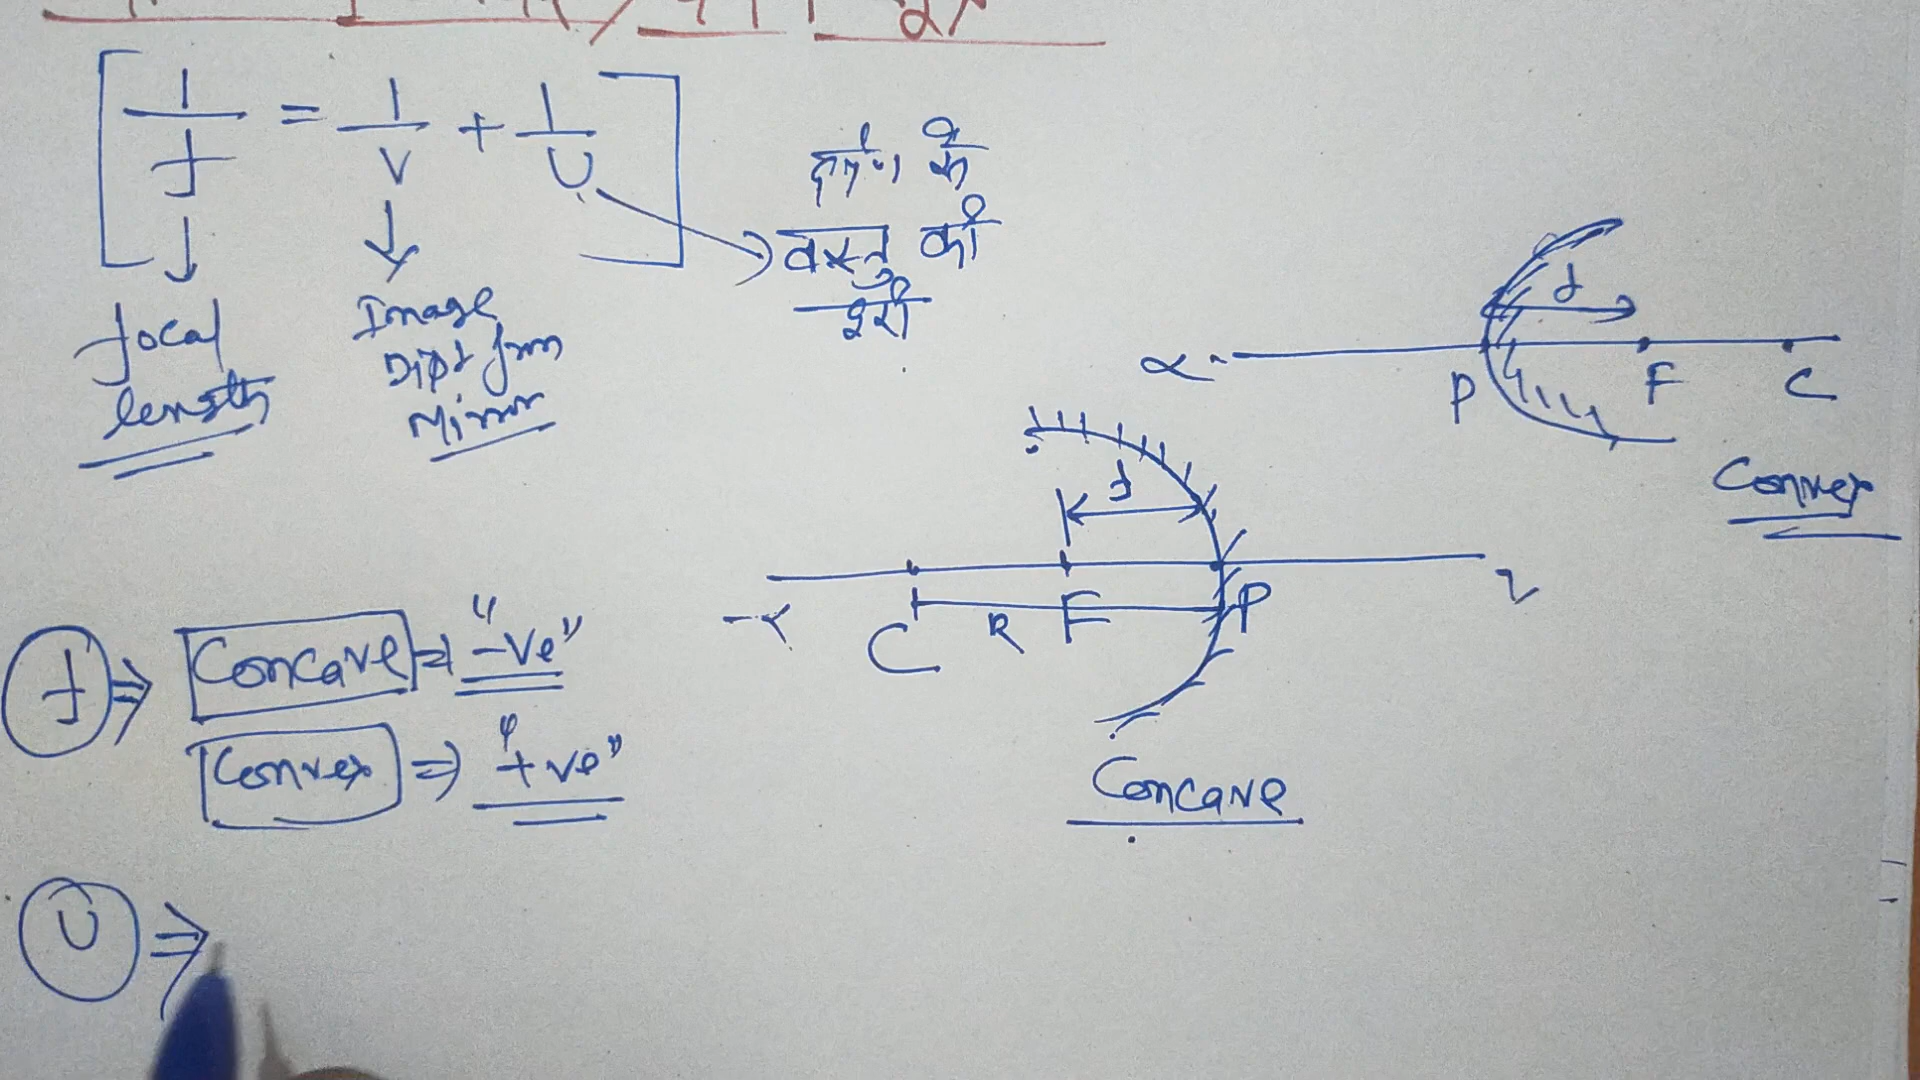 1/f = 1/v + 1/U
focal
length
Image
Dist from
Mirror
दर्पण के
वस्तु की
दूरी
f
P F C
Convex
f
C R F P
Concave
f ⇒ Concave ⇒ "-ve"
Convex ⇒ "+ve"
U ⇒